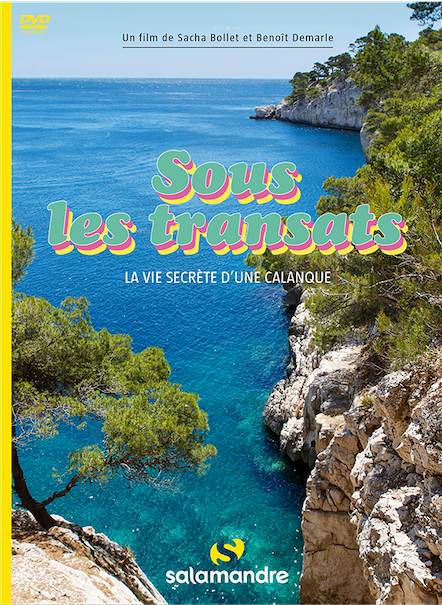 DVD
Un film de Sacha Bollet et Benoît Demarle
Sous
les transats
LA VIE SECRÈTE D'UNE CALANQUE
salamandre